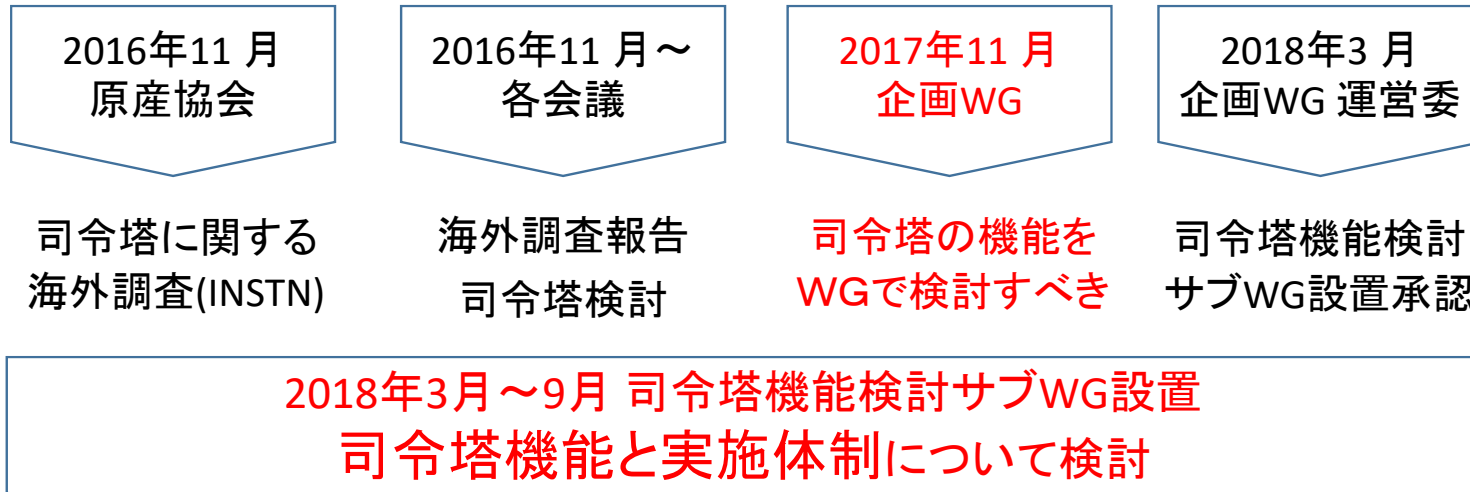 2016年11 月
原産協会
2016年11 月～
各会議
2017年11 月
企画WG
2018年3 月
企画WG 運営委
司令塔に関する
海外調査(INSTN)
海外調査報告
司令塔検討
司令塔の機能を
WGで検討すべき
司令塔機能検討
サブWG設置承認
2018年3月～9月 司令塔機能検討サブWG設置
司令塔機能と実施体制について検討